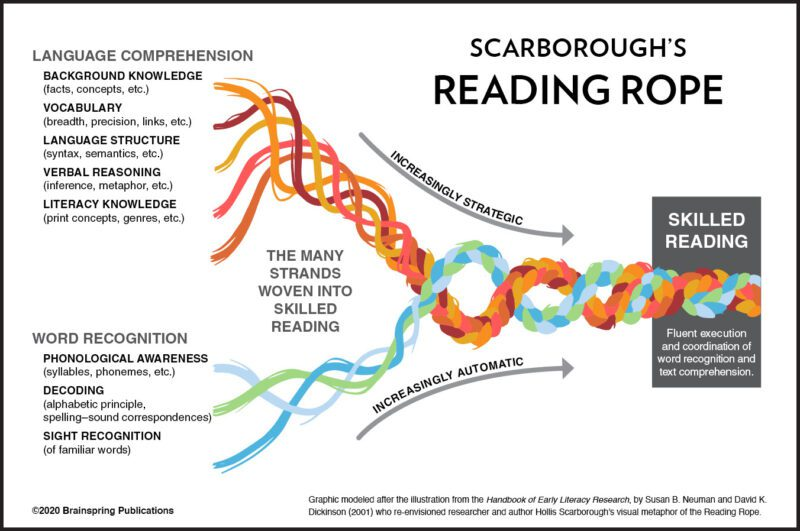 SCARBOROUGH'S
READING ROPE
LANGUAGE COMPREHENSION
BACKGROUND KNOWLEDGE
(facts, concepts, etc.)
VOCABULARY
(breadth, precision, links, etc.)
LANGUAGE STRUCTURE
(syntax, semantics, etc.)
VERBAL REASONING
(inference, metaphor, etc.)
LITERACY KNOWLEDGE
(print concepts, genres, etc.)
INCREASINGLY STRATEGIC
THE MANY
STRANDS
WOVEN INTO
SKILLED
READING
SKILLED
READING
Fluent execution
and coordination of
word recognition and
text comprehension.
WORD RECOGNITION
PHONOLOGICAL AWARENESS
(syllables, phonemes, etc.)
DECODING
(alphabetic principle,
spelling–sound correspondences)
SIGHT RECOGNITION
(of familiar words)
INCREASINGLY AUTOMATIC
©2020 Brainspring Publications
Graphic modeled after the illustration from the Handbook of Early Literacy Research, by Susan B. Neuman and David K.
Dickinson (2001) who re-envisioned researcher and author Hollis Scarborough's visual metaphor of the Reading Rope.